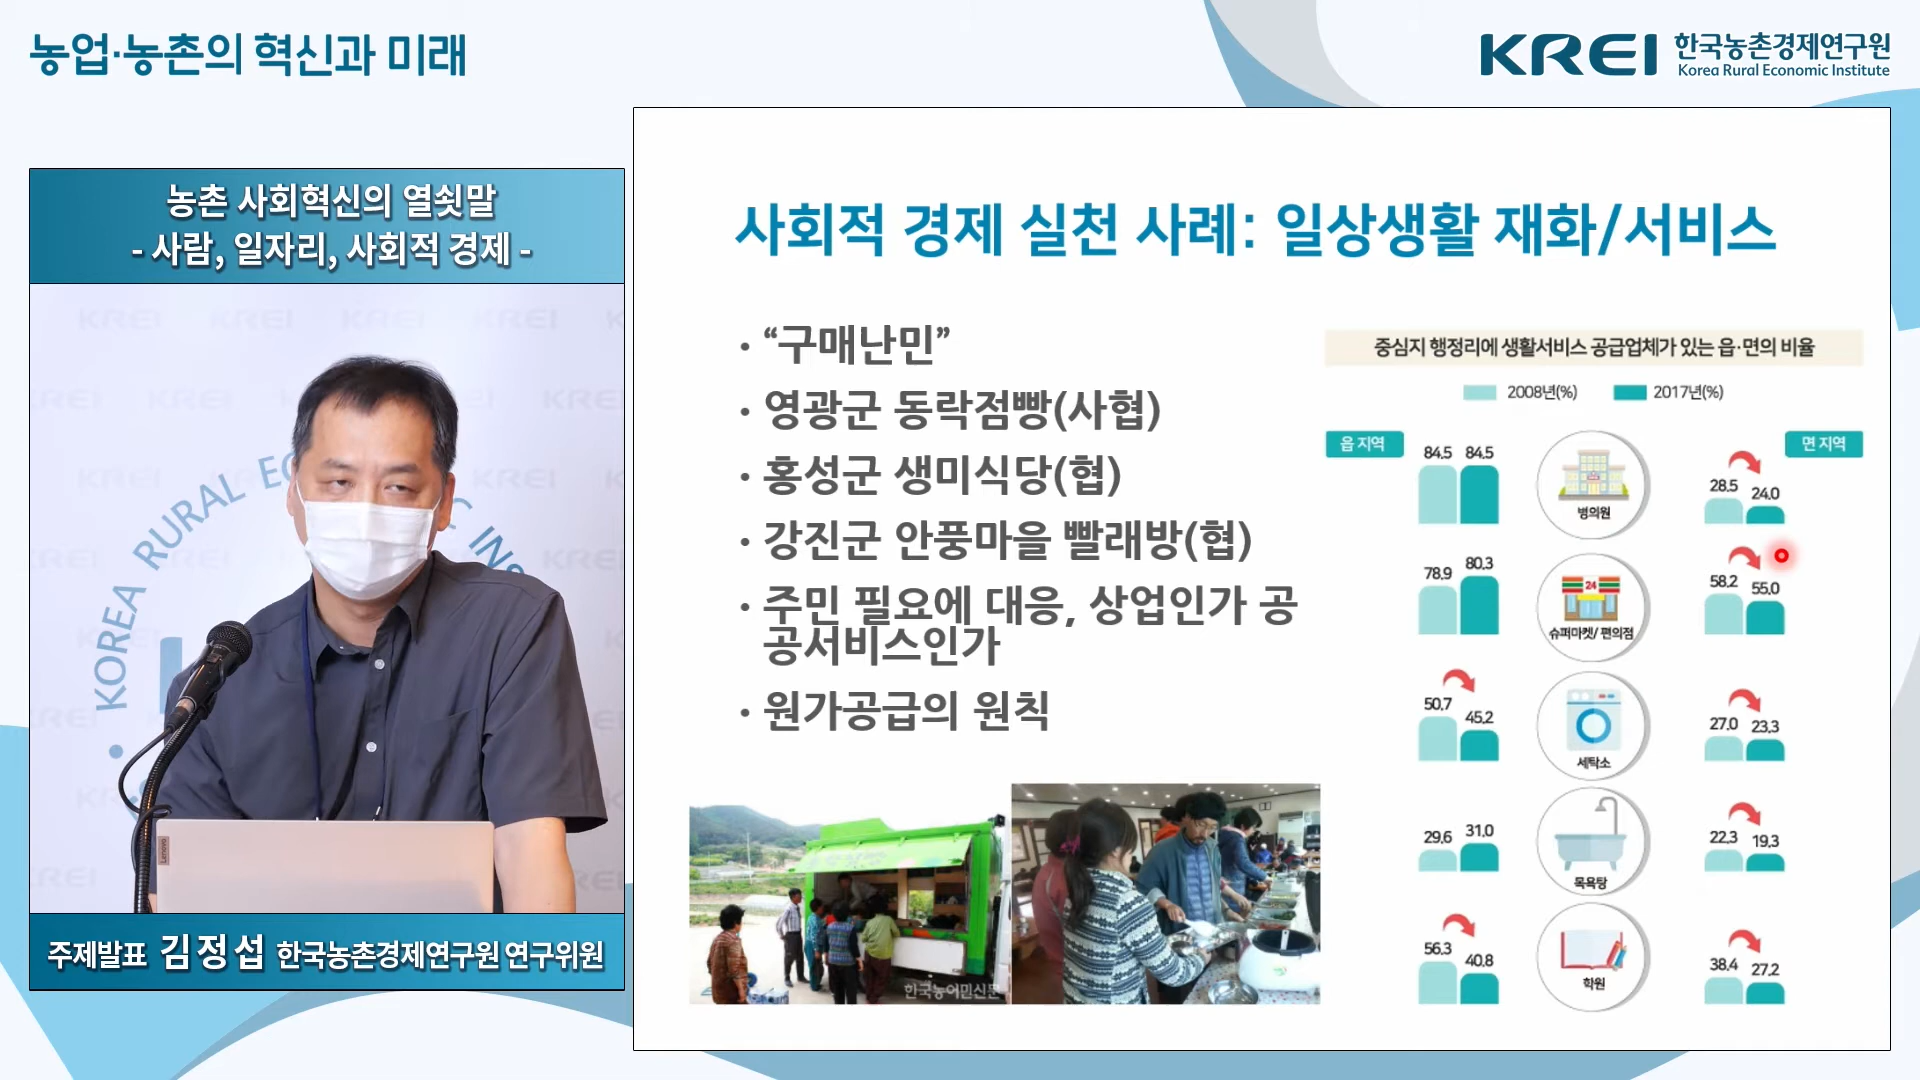 농업·농촌의 혁신과 미래
KREI 한국농촌경제연구원
Korea Rural Economic Institute
농촌 사회혁신의 열쇳말
- 사람, 일자리, 사회적 경제 -
KOREA RURAL
Lenovo
주제발표 김정섭 한국농촌경제연구원 연구위원
사회적 경제 실천 사례: 일상생활 재화/서비스
• “구매난민”
• 영광군 동락점빵(사협)
• 홍성군 생미식당(협)
• 강진군 안풍마을 빨래방(협)
• 주민 필요에 대응, 상업인가 공
공서비스인가
• 원가공급의 원칙
한국농어민신문
중심지 행정리에 생활서비스 공급업체가 있는 읍·면의 비율
2008년(%) 2017년(%)
읍 지역 면 지역
84.5 84.5 병의원 28.5 24.0
78.9 80.3 24 슈퍼마켓/ 편의점 58.2 55.0
50.7 45.2 세탁소 27.0 23.3
29.6 31.0 목욕탕 22.3 19.3
56.3 40.8 학원 38.4 27.2